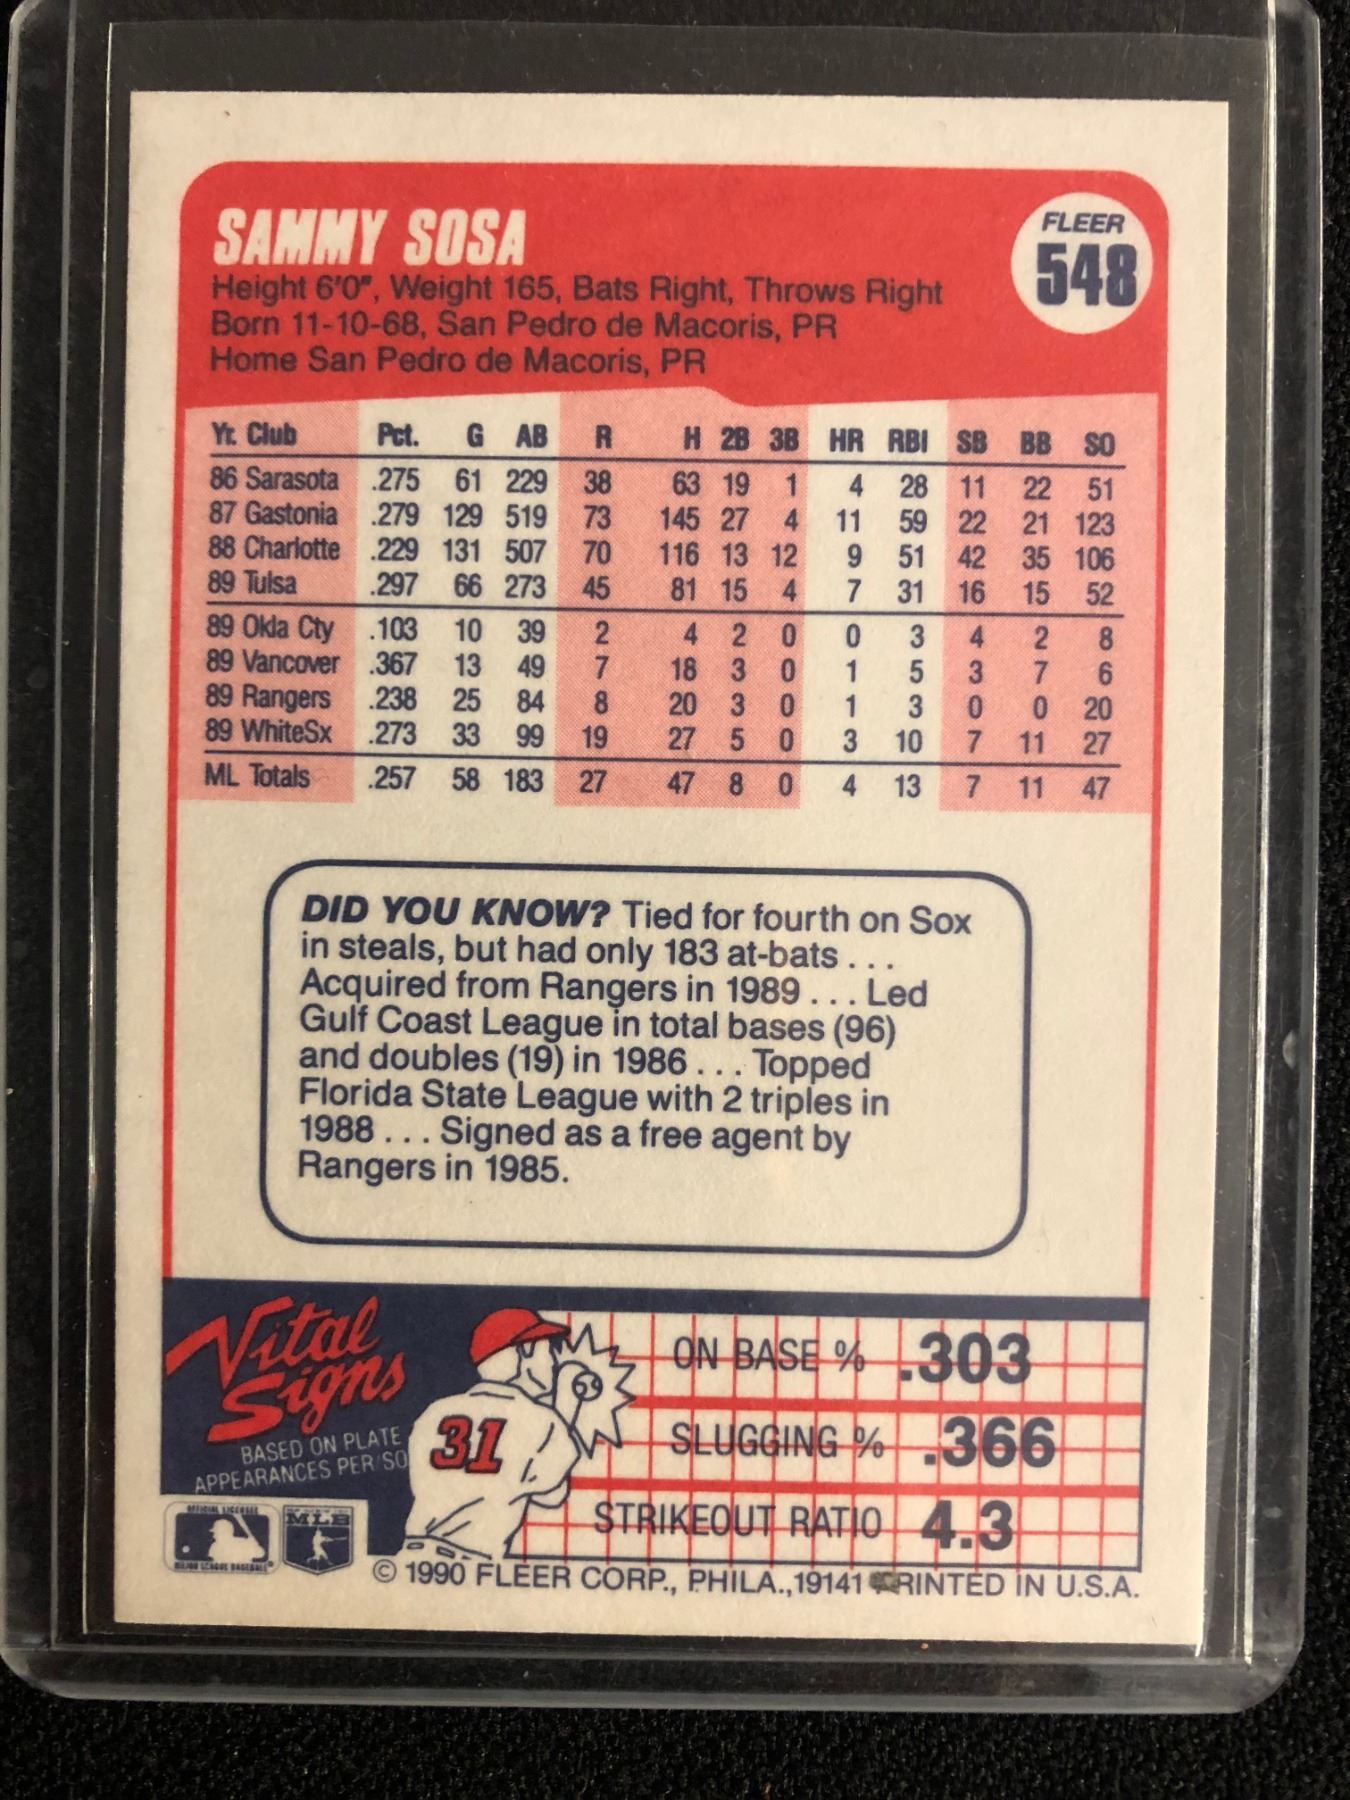 SAMMY SOSA
FLEER
548
Height 6'0", Weight 165, Bats Right, Throws Right
Born 11-10-68, San Pedro de Macoris, PR
Home San Pedro de Macoris, PR
Yr. Club Pct. G AB R H 2B 3B HR RBI SB BB SO
86 Sarasota .275 61 229 38 63 19 1 4 28 11 22 51
87 Gastonia .279 129 519 73 145 27 4 11 59 22 21 123
88 Charlotte .229 131 507 70 116 13 12 9 51 42 35 106
89 Tulsa .297 66 273 45 81 15 4 7 31 16 15 52
89 Okla Cty .103 10 39 2 4 2 0 0 3 4 2 8
89 Vancover .367 13 49 7 18 3 0 1 5 3 7 6
89 Rangers .238 25 84 8 20 3 0 1 3 0 0 20
89 WhiteSx .273 33 99 19 27 5 0 3 10 7 11 27
ML Totals .257 58 183 27 47 8 0 4 13 7 11 47
DID YOU KNOW? Tied for fourth on Sox
in steals, but had only 183 at-bats . . .
Acquired from Rangers in 1989 . . . Led
Gulf Coast League in total bases (96)
and doubles (19) in 1986 . . . Topped
Florida State League with 2 triples in
1988 . . . Signed as a free agent by
Rangers in 1985.
Vital
Signs
BASED ON PLATE
APPEARANCES PER/SO
31
ON BASE % .303
SLUGGING % .366
STRIKEOUT RATIO 4.3
OFFICIAL LICENSEE
MAJOR LEAGUE BASEBALL
MLB
© 1990 FLEER CORP., PHILA.,19141 PRINTED IN U.S.A.